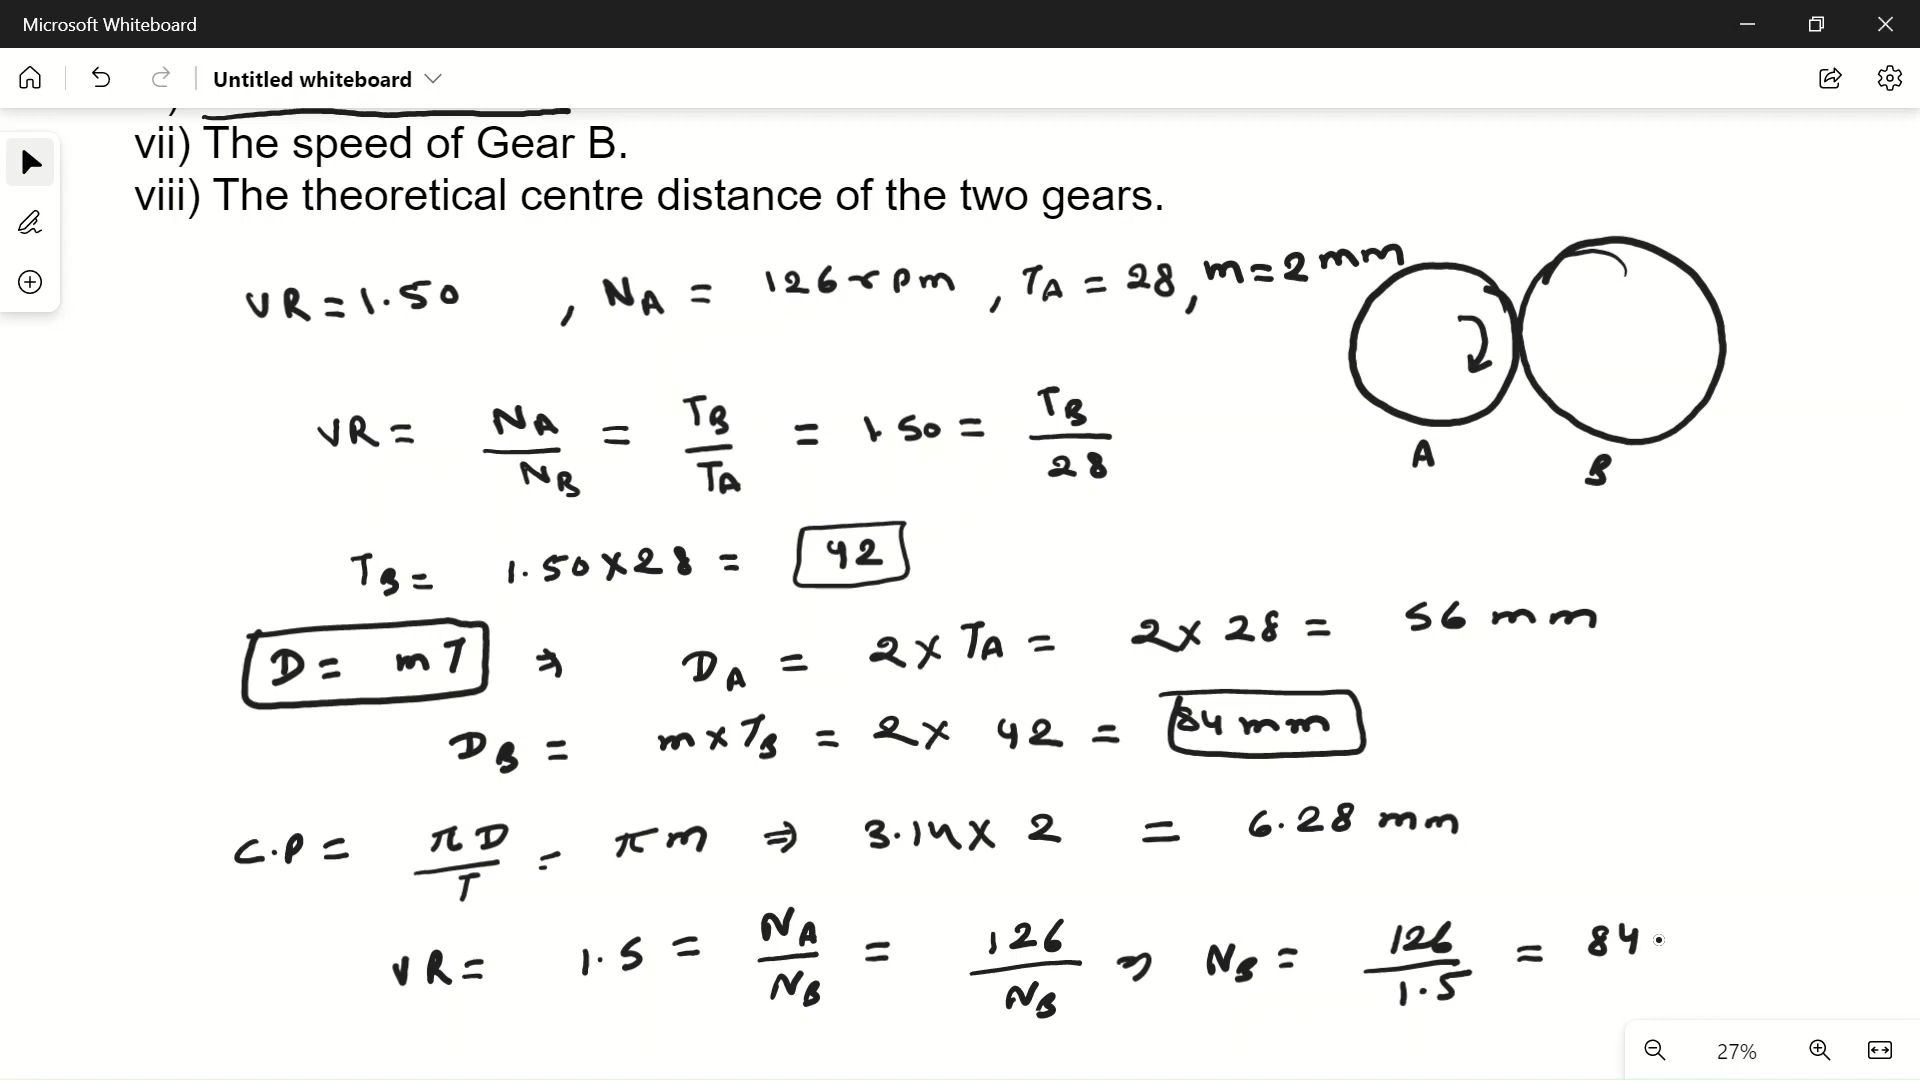 Microsoft Whiteboard
Untitled whiteboard
vii) The speed of Gear B.
viii) The theoretical centre distance of the two gears.
VR = 1.50 , NA = 126 rpm , TA = 28, m = 2 mm
VR = NA / NB = TB / TA = 1.50 = TB / 28
A
B
TB = 1.50 × 28 = 42
D = mT ⇒ DA = 2 × TA = 2 × 28 = 56 mm
DB = m × TB = 2 × 42 = 84 mm
C.P = πD / T = πm ⇒ 3.14 × 2 = 6.28 mm
VR = 1.5 = NA / NB = 126 / NB ⇒ NB = 126 / 1.5 = 84
27%